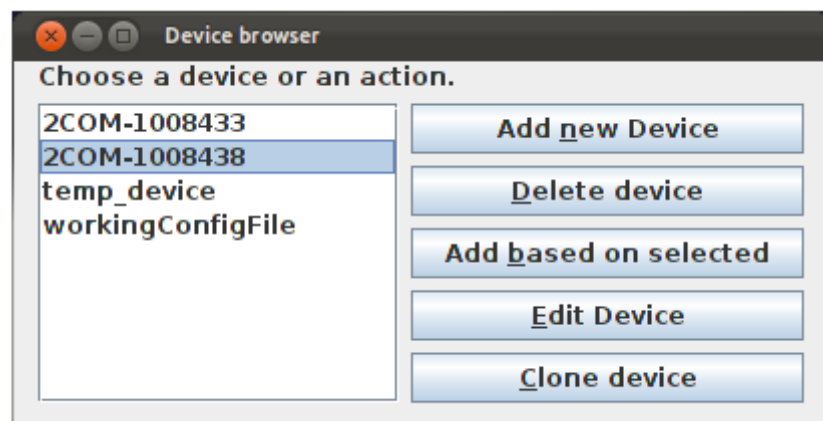 Device browser
Choose a device or an action.
2COM-1008433
2COM-1008438
temp_device
workingConfigFile
Add new Device
Delete device
Add based on selected
Edit Device
Clone device